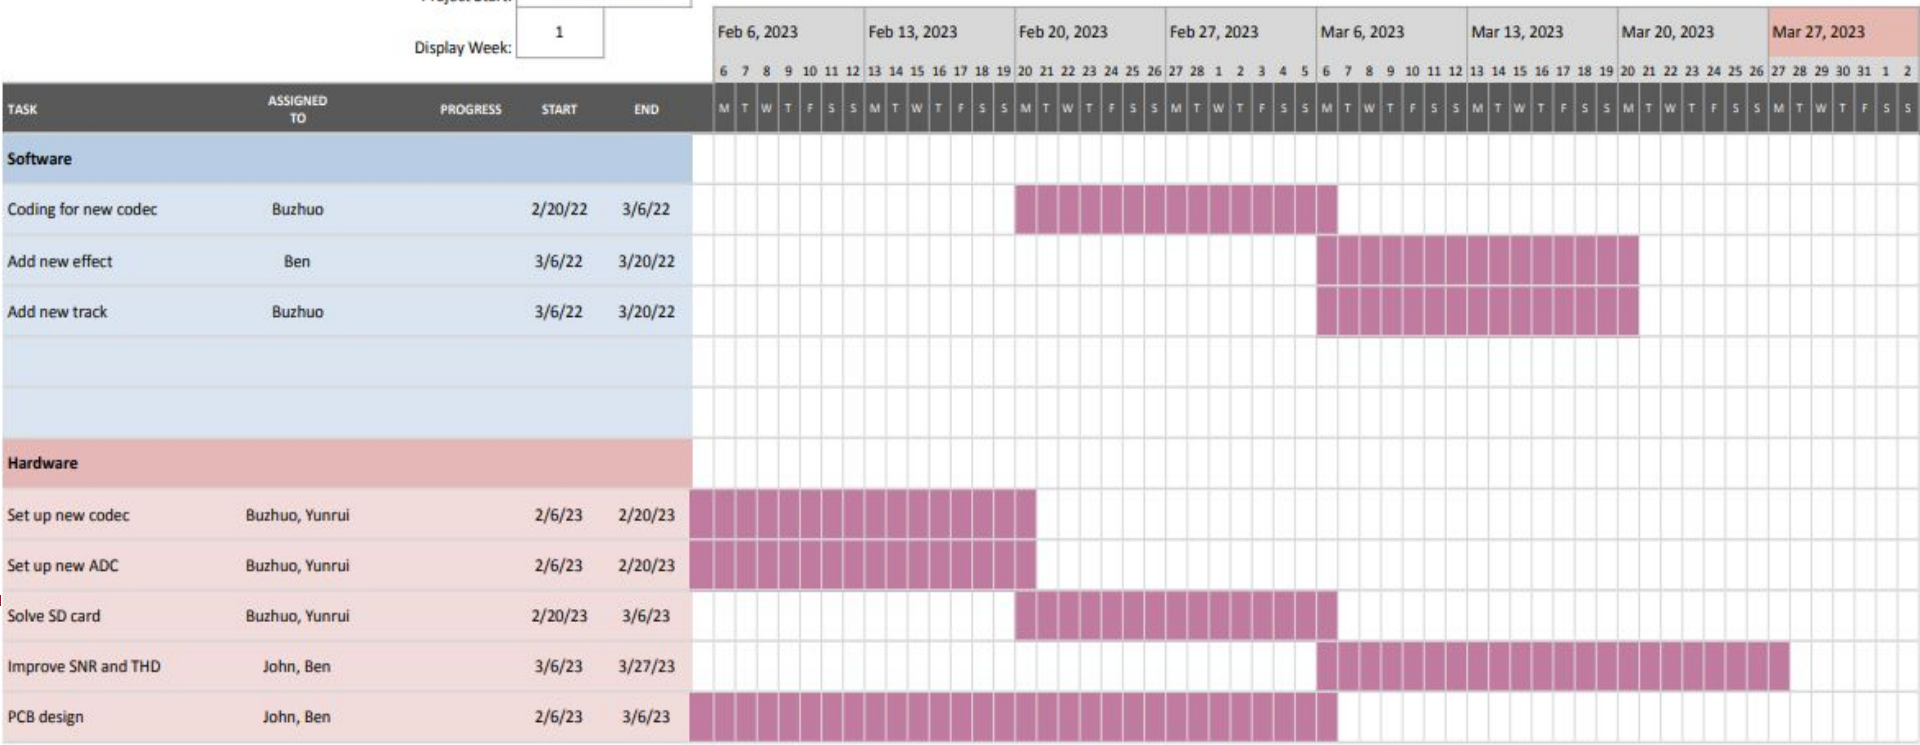 Project Start:
Display Week: 1
Feb 6, 2023 Feb 13, 2023 Feb 20, 2023 Feb 27, 2023 Mar 6, 2023 Mar 13, 2023 Mar 20, 2023 Mar 27, 2023
6 7 8 9 10 11 12 13 14 15 16 17 18 19 20 21 22 23 24 25 26 27 28 1 2 3 4 5 6 7 8 9 10 11 12 13 14 15 16 17 18 19 20 21 22 23 24 25 26 27 28 29 30 31 1 2
TASK ASSIGNED TO PROGRESS START END M T W T F S S M T W T F S S M T W T F S S M T W T F S S M T W T F S S M T W T F S S M T W T F S S M T W T F S S
Software
Coding for new codec Buzhuo 2/20/22 3/6/22
Add new effect Ben 3/6/22 3/20/22
Add new track Buzhuo 3/6/22 3/20/22
Hardware
Set up new codec Buzhuo, Yunrui 2/6/23 2/20/23
Set up new ADC Buzhuo, Yunrui 2/6/23 2/20/23
Solve SD card Buzhuo, Yunrui 2/20/23 3/6/23
Improve SNR and THD John, Ben 3/6/23 3/27/23
PCB design John, Ben 2/6/23 3/6/23